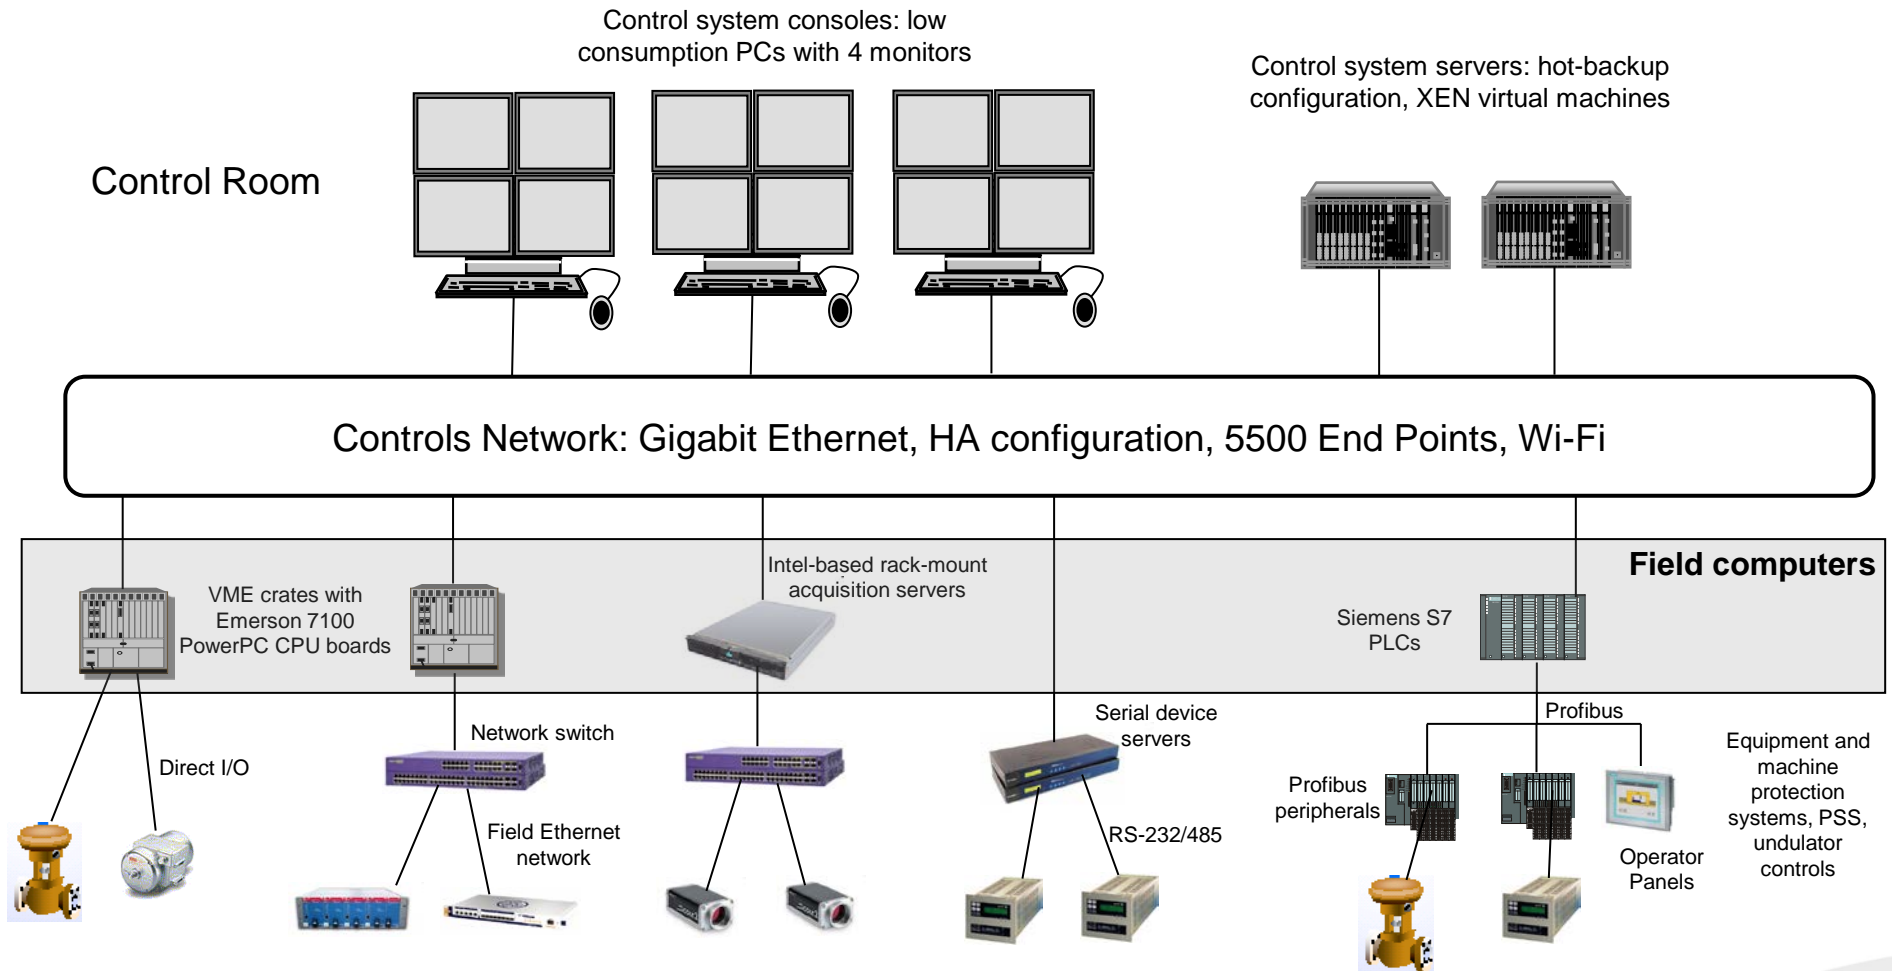 Control system consoles: low
consumption PCs with 4 monitors
Control system servers: hot-backup
configuration, XEN virtual machines
Control Room
Controls Network: Gigabit Ethernet, HA configuration, 5500 End Points, Wi-Fi
Field computers
VME crates with
Emerson 7100
PowerPC CPU boards
Intel-based rack-mount
acquisition servers
Siemens S7
PLCs
Direct I/O
Network switch
Field Ethernet
network
Serial device
servers
RS-232/485
Profibus
Profibus
peripherals
Operator
Panels
Equipment and
machine
protection
systems, PSS,
undulator
controls